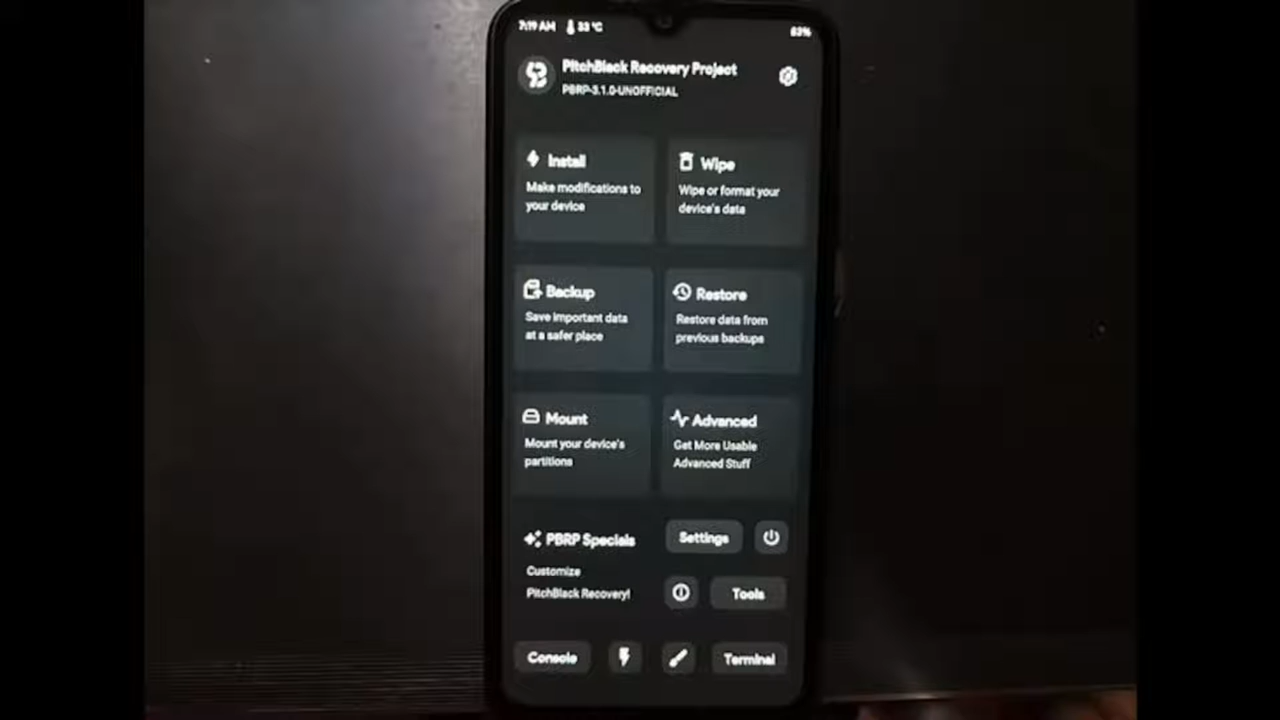 7:19 AM 33 °C 83%
PitchBlack Recovery Project
PBRP-3.1.0-UNOFFICIAL
Install
Make modifications to
your device
Wipe
Wipe or format your
device's data
Backup
Save important data
at a safer place
Restore
Restore data from
previous backups
Mount
Mount your device's
partitions
Advanced
Get More Usable
Advanced Stuff
PBRP Specials
Customize
PitchBlack Recovery!
Settings
Tools
Console
Terminal